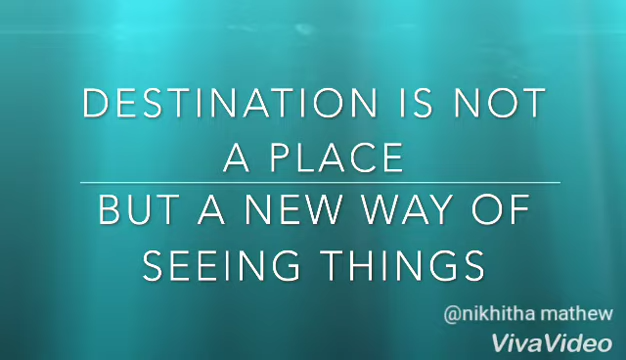 DESTINATION IS NOT
A PLACE
BUT A NEW WAY OF
SEEING THINGS
@nikhitha mathew
VivaVideo